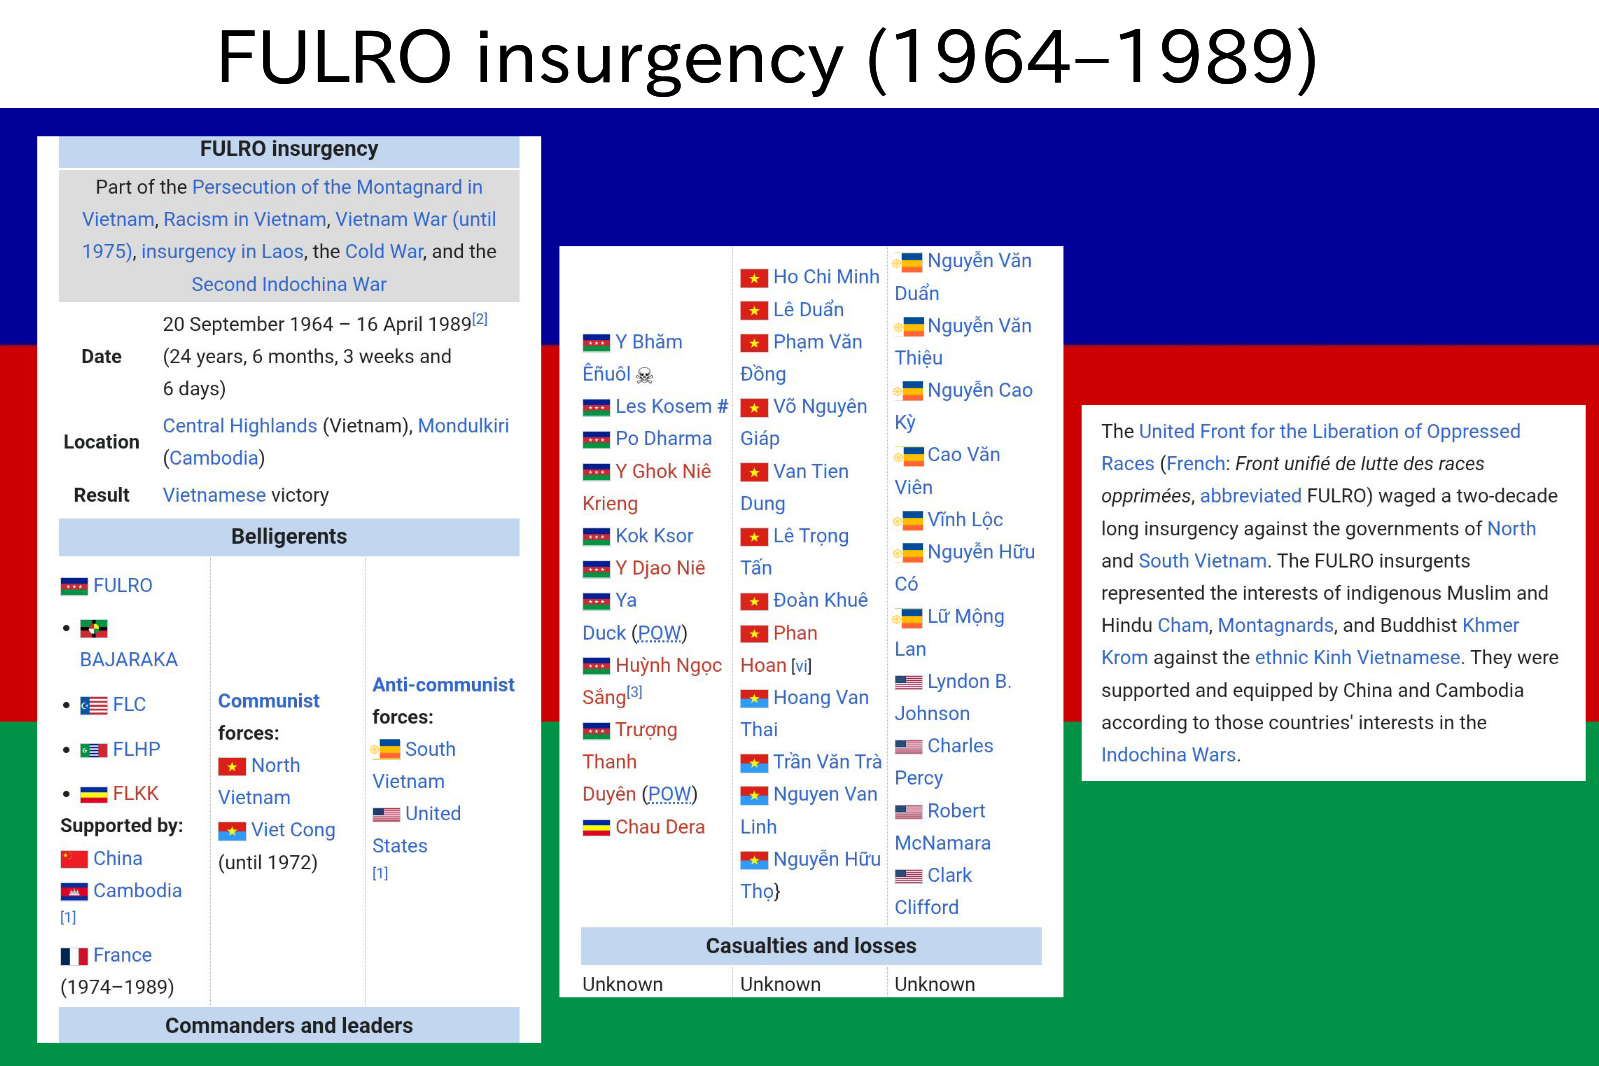 FULRO insurgency (1964–1989)
FULRO insurgency
Part of the Persecution of the Montagnard in
Vietnam, Racism in Vietnam, Vietnam War (until
1975), insurgency in Laos, the Cold War, and the
Second Indochina War
Date
20 September 1964 – 16 April 1989[2]
(24 years, 6 months, 3 weeks and
6 days)
Location
Central Highlands (Vietnam), Mondulkiri
(Cambodia)
Result
Vietnamese victory
Belligerents
FULRO
• BAJARAKA
• FLC
• FLHP
• FLKK
Supported by:
China
Cambodia
[1]
France
(1974–1989)
Communist
forces:
North
Vietnam
Viet Cong
(until 1972)
Anti-communist
forces:
South
Vietnam
United
States
[1]
Commanders and leaders
Y Bhăm
Êñuôl ☠
Les Kosem #
Po Dharma
Y Ghok Niê
Krieng
Kok Ksor
Y Djao Niê
Ya
Duck (POW)
Huỳnh Ngọc
Sắng[3]
Trượng
Thanh
Duyên (POW)
Chau Dera
Ho Chi Minh
Lê Duẩn
Phạm Văn
Đồng
Võ Nguyên
Giáp
Van Tien
Dung
Lê Trọng
Tấn
Đoàn Khuê
Phan
Hoan [vi]
Hoang Van
Thai
Trần Văn Trà
Nguyen Van
Linh
Nguyễn Hữu
Thọ}
Nguyễn Văn
Duẩn
Nguyễn Văn
Thiệu
Nguyễn Cao
Kỳ
Cao Văn
Viên
Vĩnh Lộc
Nguyễn Hữu
Có
Lữ Mộng
Lan
Lyndon B.
Johnson
Charles
Percy
Robert
McNamara
Clark
Clifford
Casualties and losses
Unknown
Unknown
Unknown
The United Front for the Liberation of Oppressed
Races (French: Front unifié de lutte des races
opprimées, abbreviated FULRO) waged a two-decade
long insurgency against the governments of North
and South Vietnam. The FULRO insurgents
represented the interests of indigenous Muslim and
Hindu Cham, Montagnards, and Buddhist Khmer
Krom against the ethnic Kinh Vietnamese. They were
supported and equipped by China and Cambodia
according to those countries' interests in the
Indochina Wars.